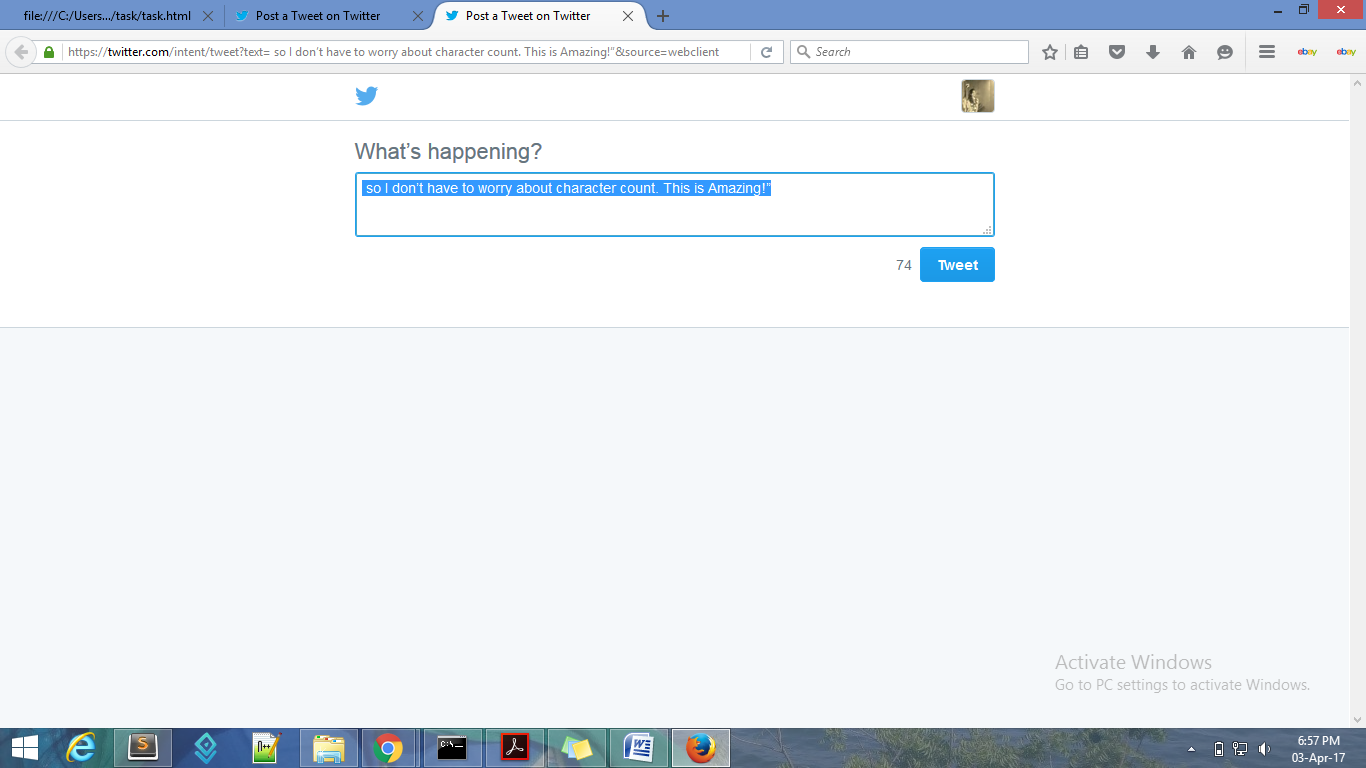 file:///C:/Users.../task/task.html
Post a Tweet on Twitter
Post a Tweet on Twitter
https://twitter.com/intent/tweet?text= so I don't have to worry about character count. This is Amazing!"&source=webclient
Search
ebay
ebay
What's happening?
so I don't have to worry about character count. This is Amazing!"
74
Tweet
Activate Windows
Go to PC settings to activate Windows.
C:\
6:57 PM
03-Apr-17